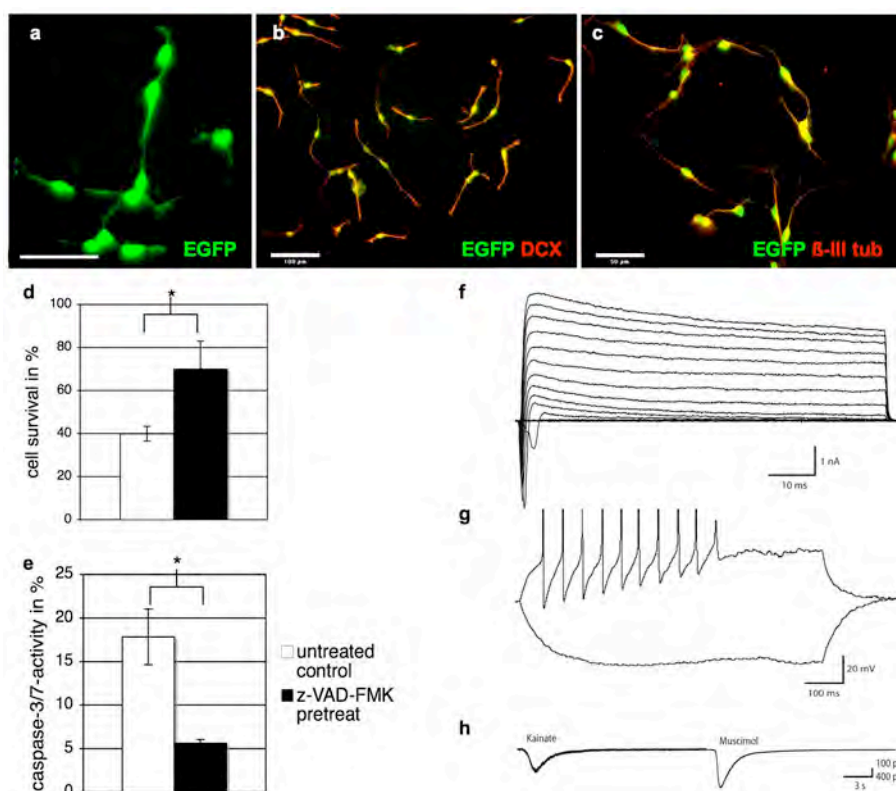 a
EGFP
b
EGFP DCX
100 µm
c
EGFP ß-III tub
50 µm
d
cell survival in %
100
80
60
40
20
0
*
e
caspase-3/7-activity in %
25
20
15
10
5
0
*
untreated
control
z-VAD-FMK
pretreat
f
1 nA
10 ms
g
20 mV
100 ms
h
Kainate
Muscimol
100 p
400 p
3 s